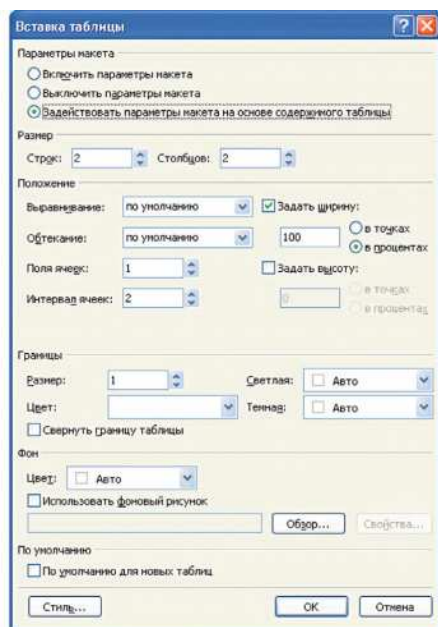 Вставка таблицы
Параметры макета
Включить параметры макета
Выключить параметры макета
Задействовать параметры макета на основе содержимого таблицы
Размер
Строк: 2 Столбцов: 2
Положение
Выравнивание: по умолчанию Задать ширину:
Обтекание: по умолчанию 100 в точках
в процентах
Поля ячеек: 1 Задать высоту:
Интервал ячеек: 2 0 в точках
в процентах
Границы
Размер: 1 Светлая: Авто
Цвет: Темная: Авто
Свернуть границу таблицы
Фон
Цвет: Авто
Использовать фоновый рисунок
Обзор... Свойства...
По умолчанию
По умолчанию для новых таблиц
Стиль... ОК Отмена